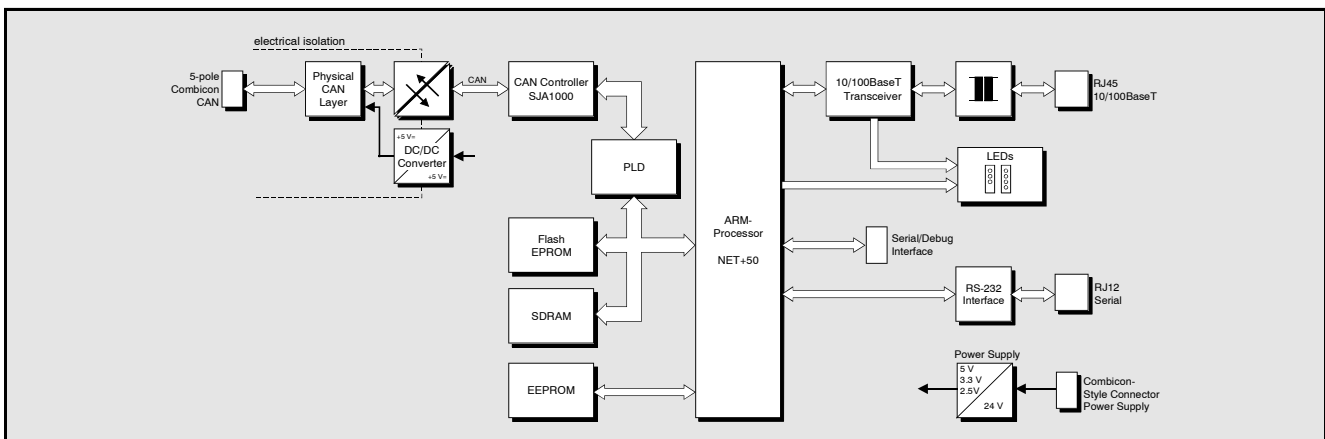 electrical isolation
5-pole
Combicon
CAN
Physical
CAN
Layer
CAN
CAN Controller
SJA1000
+5 V=
DC/DC
Converter
+5 V=
PLD
Flash
EPROM
SDRAM
EEPROM
ARM-
Processor
NET+50
10/100BaseT
Transceiver
RJ45
10/100BaseT
LEDs
Serial/Debug
Interface
RS-232
Interface
RJ12
Serial
Power Supply
5 V
3.3 V
2.5V
24 V
Combicon-
Style Connector
Power Supply